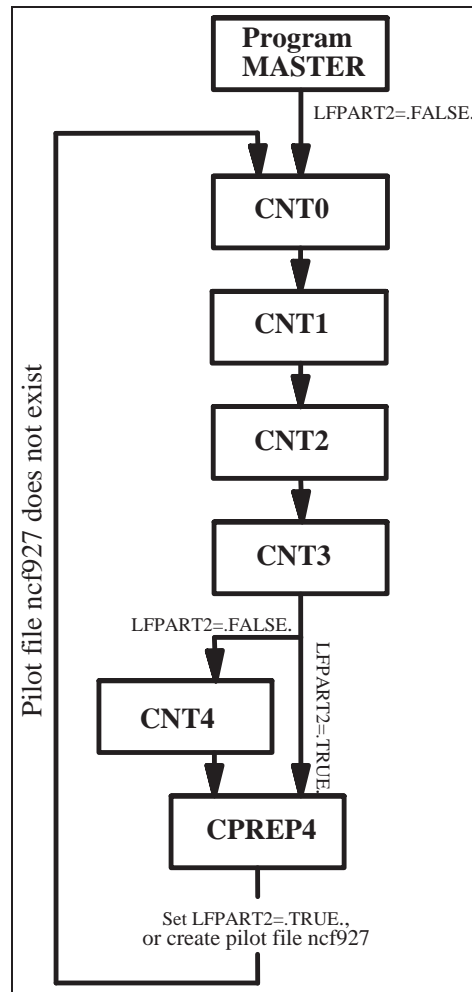 Program
MASTER
LFPART2=.FALSE.
CNT0
CNT1
CNT2
CNT3
LFPART2=.FALSE.
LFPART2=.TRUE.
CNT4
CPREP4
Set LFPART2=.TRUE.,
or create pilot file ncf927
Pilot file ncf927 does not exist